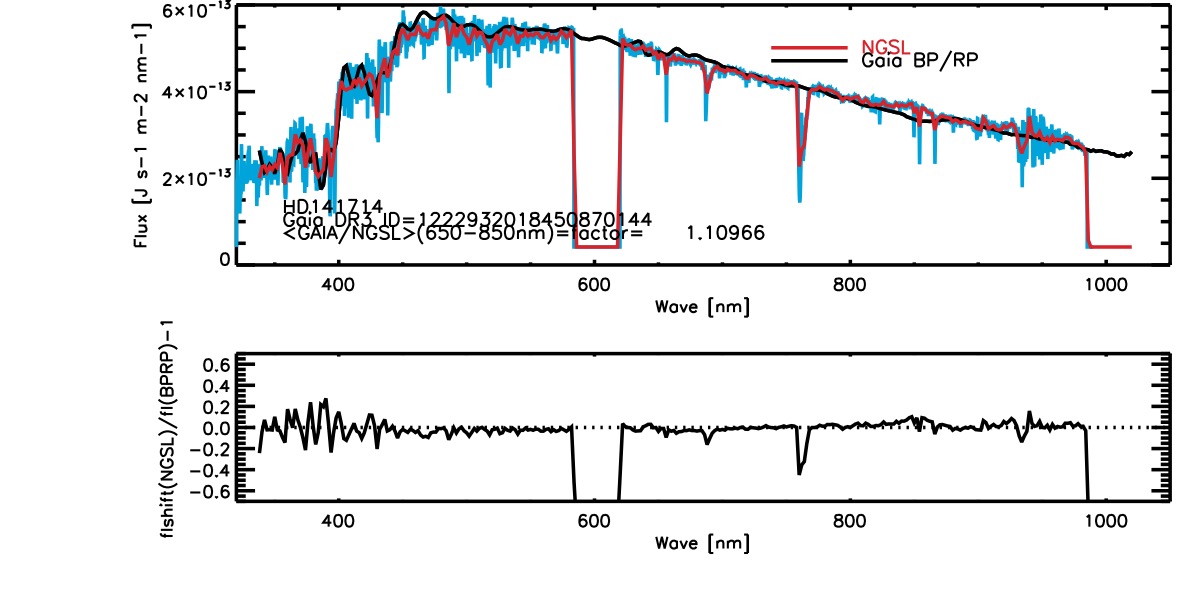 6×10−13
4×10−13
2×10−13
0
Flux [J s−1 m−2 nm−1]
NGSL
Gaia BP/RP
HD141714
Gaia DR3 ID=1222932018450870144
<GAIA/NGSL>(650−850nm)=factor= 1.10966
400 600 800 1000
Wave [nm]
flshift(NGSL)/fl(BPRP)−1
0.6
0.4
0.2
0.0
−0.2
−0.4
−0.6
400 600 800 1000
Wave [nm]